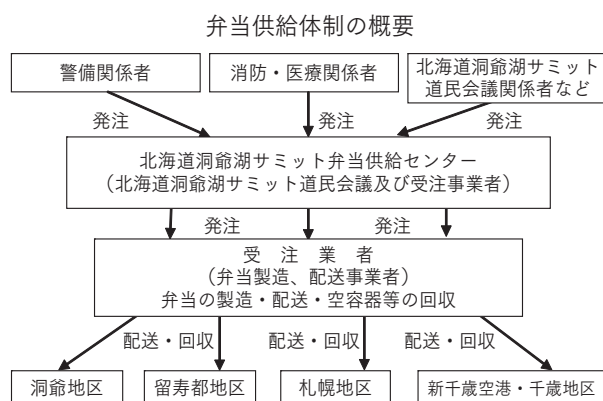 弁当供給体制の概要
警備関係者
消防・医療関係者
北海道洞爺湖サミット
道民会議関係者など
発注
発注
発注
北海道洞爺湖サミット弁当供給センター
（北海道洞爺湖サミット道民会議及び受注事業者）
発注
発注
受　注　業　者
（弁当製造、配送事業者）
弁当の製造・配送・空容器等の回収
配送・回収
配送・回収
配送・回収
洞爺地区
留寿都地区
札幌地区
新千歳空港・千歳地区